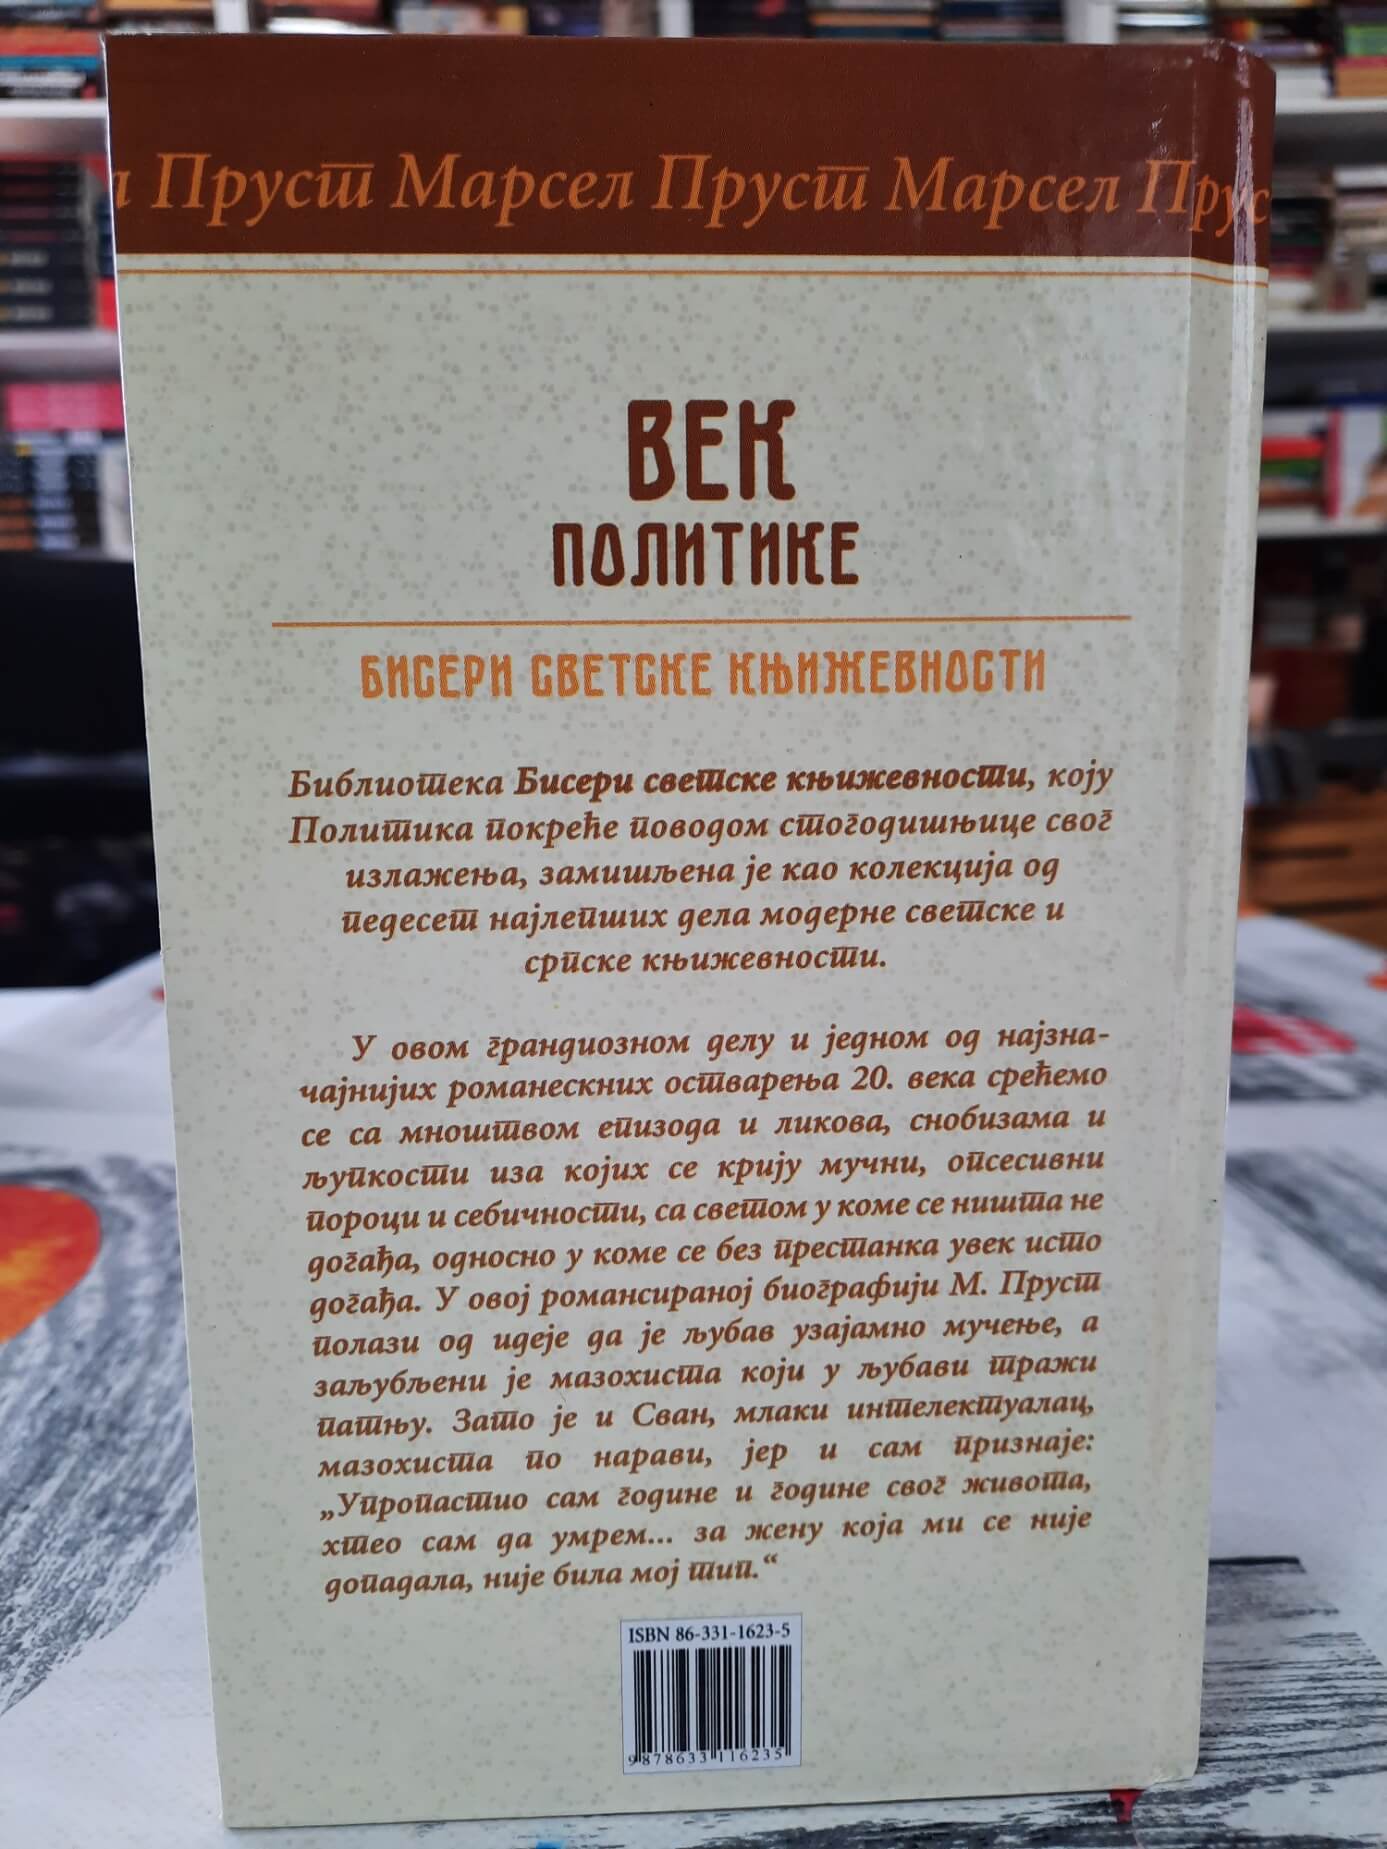 Пруст Марсел Пруст Марсел Прус
ВЕК
ПОЛИТИКЕ
БИСЕРИ СВЕТСКЕ КЊИЖЕВНОСТИ
Библиотека Бисери светске књижевности, коју
Политика покреће поводом стогодишњице свог
излажења, замишљена је као колекција од
педесет најлепших дела модерне светске и
српске књижевности.
У овом грандиозном делу и једном од најзна-
чајнијих романескних остварења 20. века срећемо
се са мноштвом епизода и ликова, снобизама и
љупкости иза којих се крију мучни, опсесивни
пороци и себичности, са светом у коме се ништа не
догађа, односно у коме се без престанка увек исто
догађа. У овој романсираној биографији М. Пруст
полази од идеје да је љубав узајамно мучење, а
заљубљени је мазохиста који у љубави тражи
патњу. Зато је и Сван, млаки интелектуалац,
мазохиста по нарави, јер и сам признаје:
„Упропастио сам године и године свог живота,
хтео сам да умрем... за жену која ми се није
допадала, није била мој тип.“
ISBN 86-331-1623-5
9 878633 116235